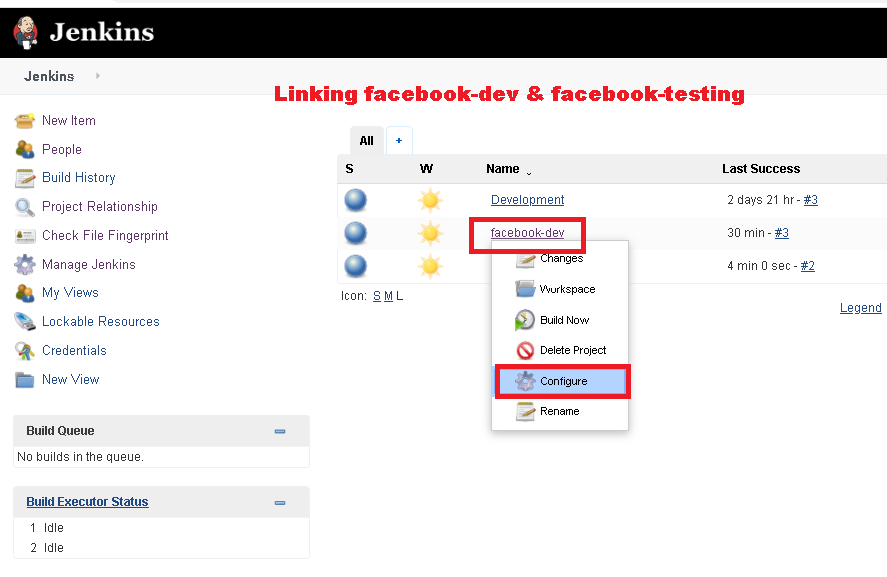 Jenkins
Jenkins
Linking facebook-dev & facebook-testing
New Item
People
Build History
Project Relationship
Check File Fingerprint
Manage Jenkins
My Views
Lockable Resources
Credentials
New View
Build Queue
No builds in the queue.
Build Executor Status
1 Idle
2 Idle
All +
S W Name Last Success
Development 2 days 21 hr - #3
facebook-dev 30 min - #3
4 min 0 sec - #2
Changes
Workspace
Build Now
Delete Project
Configure
Rename
Icon: S M L
Legend